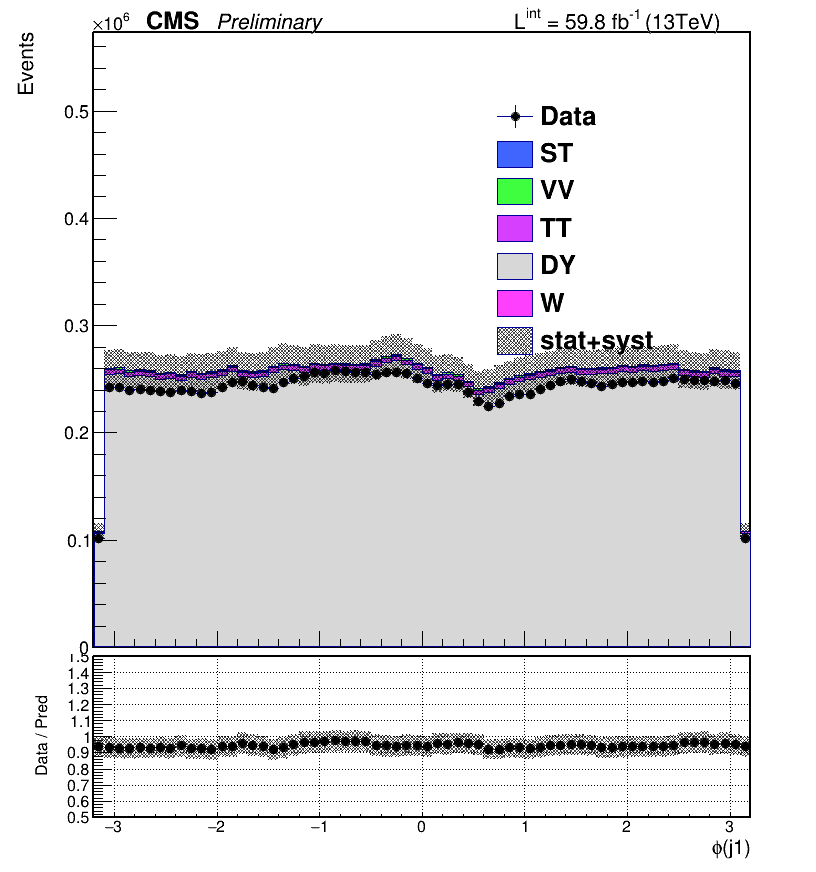 ×10⁶ CMS Preliminary L^int = 59.8 fb⁻¹ (13TeV)
Events
0.5
0.4
0.3
0.2
0.1
0
Data
ST
VV
TT
DY
W
stat+syst
Data / Pred
1.5
1.4
1.3
1.2
1.1
1
0.9
0.8
0.7
0.6
0.5
−3 −2 −1 0 1 2 3
ϕ(j1)